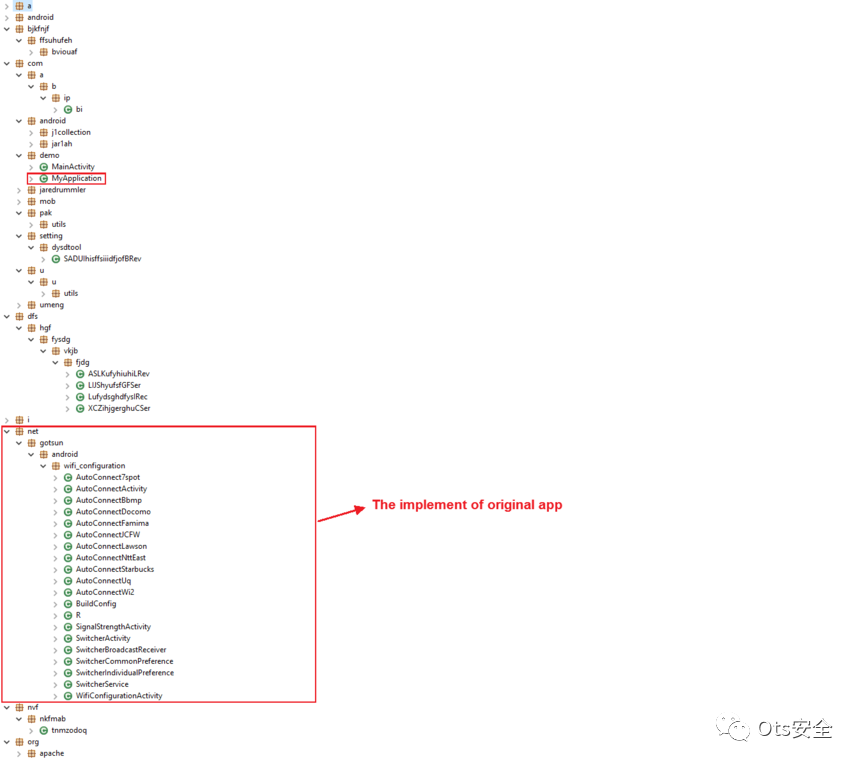 a
android
bjkfnjf
ffsuhufeh
bviouaf
com
a
b
ip
bi
android
j1collection
jar1ah
demo
MainActivity
MyApplication
jaredrummler
mob
pak
utils
setting
dysdtool
SADUIhisffsiiidfjofBRev
u
u
utils
umeng
dfs
hgf
fysdg
vkjb
fjdg
ASLKufyhiuhiLRev
LIJShyufsfGFSer
LufydsghdfyslRec
XCZihjgerghuCSer
i
net
gotsun
android
wifi_configuration
AutoConnect7spot
AutoConnectActivity
AutoConnectBbmp
AutoConnectDocomo
AutoConnectFamima
AutoConnectJCFW
AutoConnectLawson
AutoConnectNttEast
AutoConnectStarbucks
AutoConnectUq
AutoConnectWi2
BuildConfig
R
SignalStrengthActivity
SwitcherActivity
SwitcherBroadcastReceiver
SwitcherCommonPreference
SwitcherIndividualPreference
SwitcherService
WifiConfigurationActivity
The implement of original app
nvf
nkfmab
tnmzodoq
org
apache
Ots安全